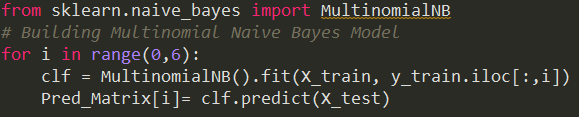 from sklearn.naive_bayes import MultinomialNB
# Building Multinomial Naive Bayes Model
for i in range(0,6):
    clf = MultinomialNB().fit(X_train, y_train.iloc[:,i])
    Pred_Matrix[i]= clf.predict(X_test)